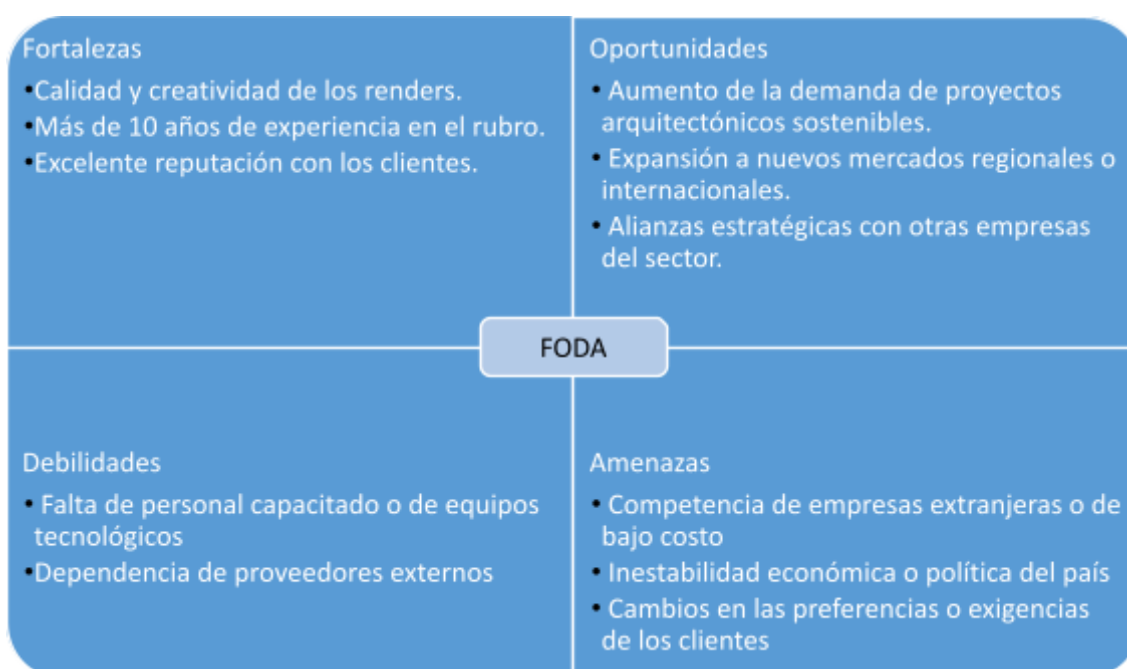 Fortalezas
•Calidad y creatividad de los renders.
•Más de 10 años de experiencia en el rubro.
•Excelente reputación con los clientes.
Oportunidades
• Aumento de la demanda de proyectos
arquitectónicos sostenibles.
• Expansión a nuevos mercados regionales o
internacionales.
• Alianzas estratégicas con otras empresas
del sector.
FODA
Debilidades
• Falta de personal capacitado o de equipos
tecnológicos
•Dependencia de proveedores externos
Amenazas
• Competencia de empresas extranjeras o de
bajo costo
• Inestabilidad económica o política del país
• Cambios en las preferencias o exigencias
de los clientes